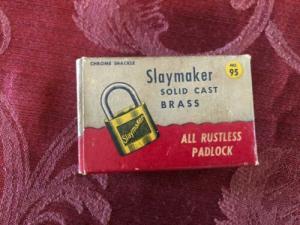 CHROME SHACKLE
NO.
95
Slaymaker
SOLID CAST
BRASS
Slaymaker
ALL RUSTLESS
PADLOCK